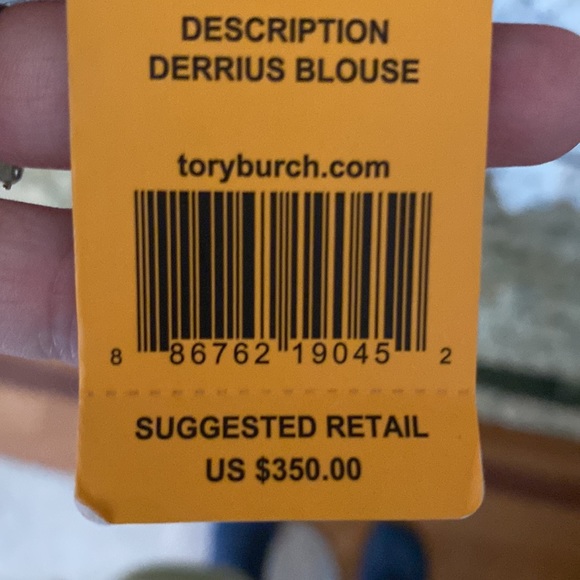 DESCRIPTION
DERRIUS BLOUSE
toryburch.com
8 86762 19045 2
SUGGESTED RETAIL
US $350.00